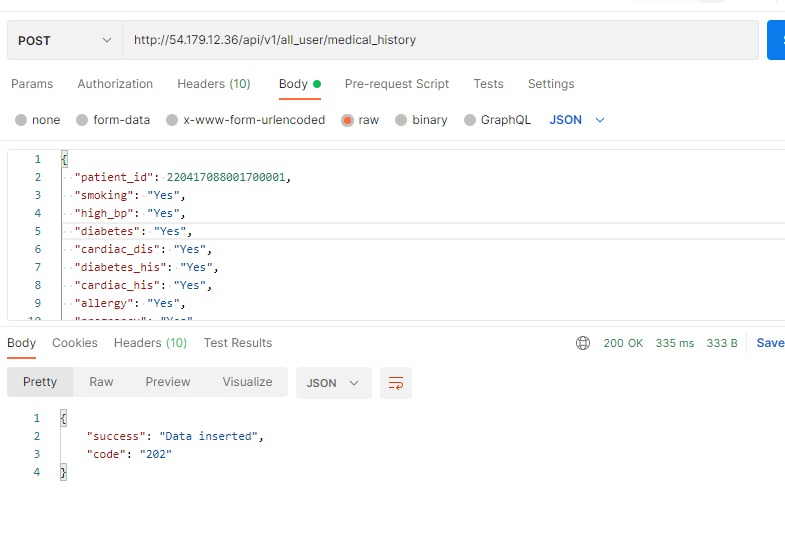 POST http://54.179.12.36/api/v1/all_user/medical_history
Params Authorization Headers (10) Body Pre-request Script Tests Settings
none form-data x-www-form-urlencoded raw binary GraphQL JSON
1 {
2 "patient_id": 220417088001700001,
3 "smoking": "Yes",
4 "high_bp": "Yes",
5 "diabetes": "Yes",
6 "cardiac_dis": "Yes",
7 "diabetes_his": "Yes",
8 "cardiac_his": "Yes",
9 "allergy": "Yes",
Body Cookies Headers (10) Test Results 200 OK 335 ms 333 B Save
Pretty Raw Preview Visualize JSON
1 {
2 "success": "Data inserted",
3 "code": "202"
4 }